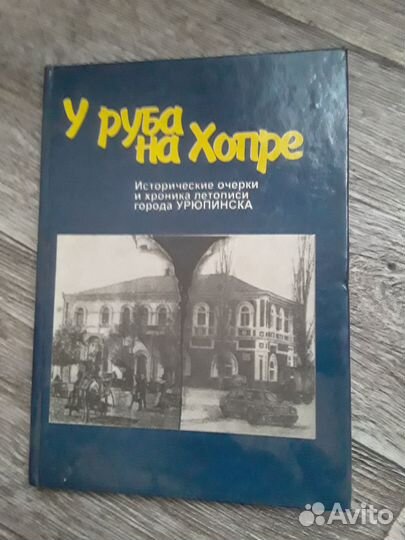 У руба
на Хопре
Исторические очерки
и хроника летописи
города УРЮПИНСКА
Avito